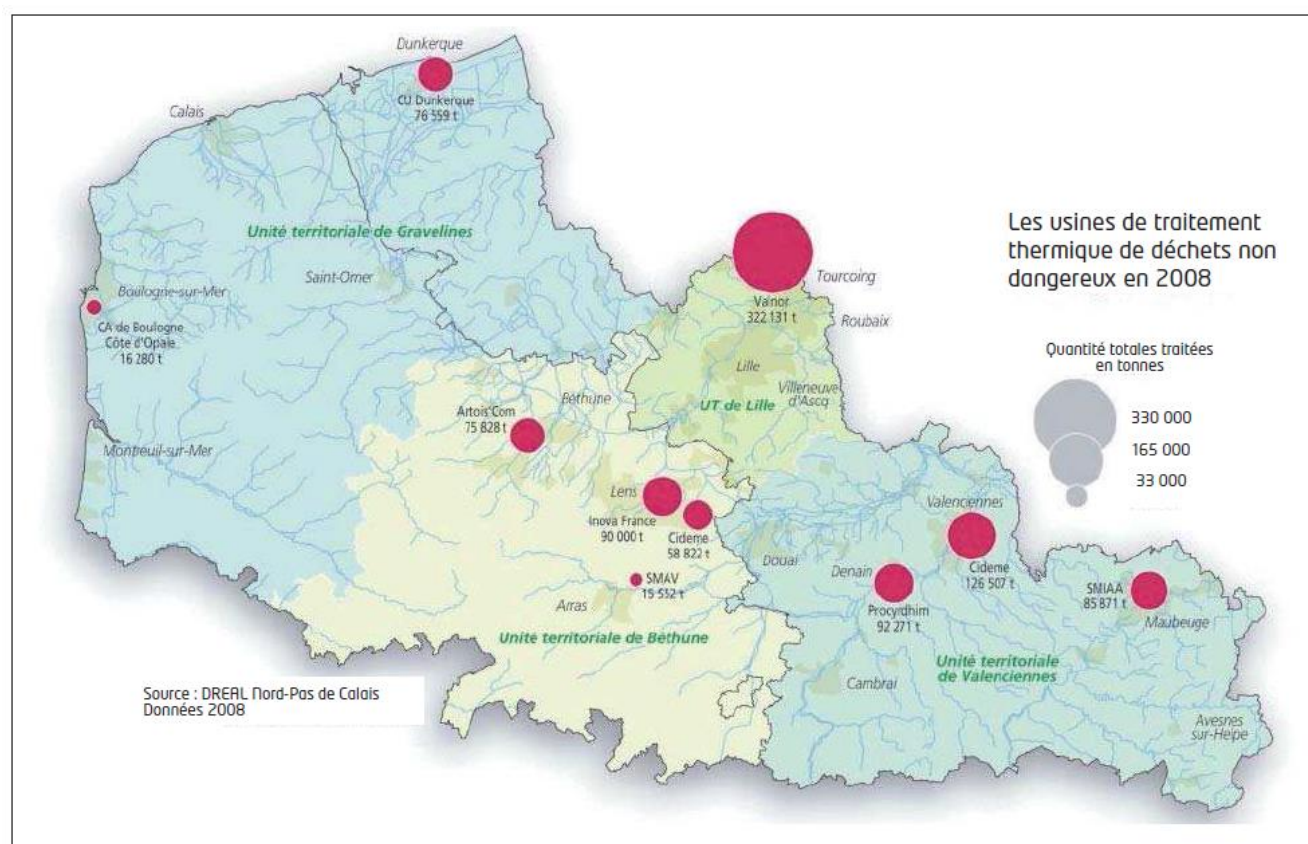 Dunkerque
CU Dunkerque
76 559 t
Calais
Unité territoriale de Gravelines
Saint-Omer
Boulogne-sur-Mer
CA de Boulogne
Côte d'Opale
16 280 t
Montreuil-sur-Mer
Tourcoing
Valnor
322 131 t
Roubaix
Lille
Villeneuve
d'Ascq
UT de Lille
Béthune
Artois'Com
75 828 t
Lens
Inova France
90 000 t
Cideme
58 822 t
SMAV
15 552 t
Arras
Unité territoriale de Béthune
Valenciennes
Douai
Denain
Cideme
126 507 t
Procyrdhim
92 271 t
SMIAA
85 871 t
Maubeuge
Unité territoriale
de Valenciennes
Cambrai
Avesnes
sur-Helpe
Les usines de traitement
thermique de déchets non
dangereux en 2008
Quantité totales traitées
en tonnes
330 000
165 000
33 000
Source : DREAL Nord-Pas de Calais
Données 2008